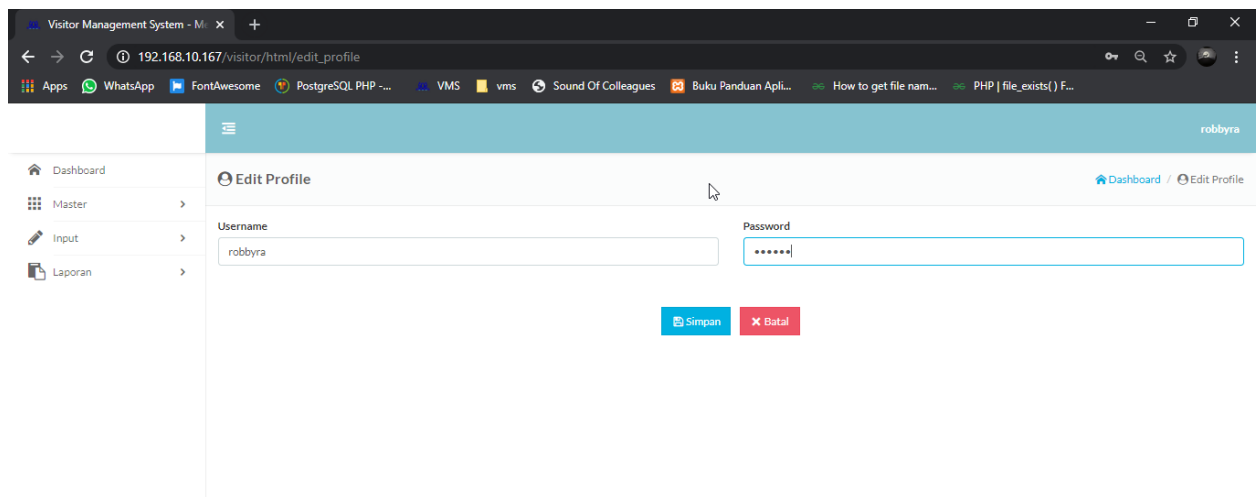 Visitor Management System - M
192.168.10.167/visitor/html/edit_profile
Apps WhatsApp FontAwesome PostgreSQL PHP -... VMS vms Sound Of Colleagues Buku Panduan Apli... How to get file nam... PHP | file_exists( ) F...
robbyra
Dashboard
Master
Input
Laporan
Edit Profile
Dashboard / Edit Profile
Username
robbyra
Password
••••••
Simpan
Batal